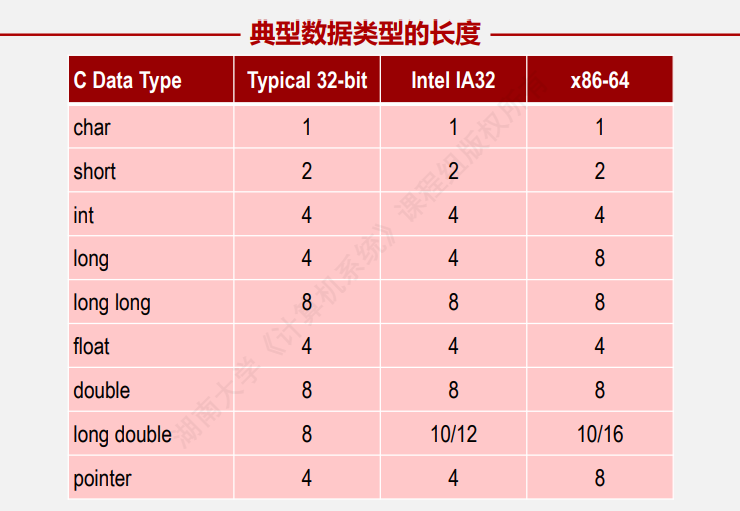 典型数据类型的长度
C Data Type Typical 32-bit Intel IA32 x86-64
char 1 1 1
short 2 2 2
int 4 4 4
long 4 4 8
long long 8 8 8
float 4 4 4
double 8 8 8
long double 8 10/12 10/16
pointer 4 4 8
湖南大学《计算机系统》课程组版权所有